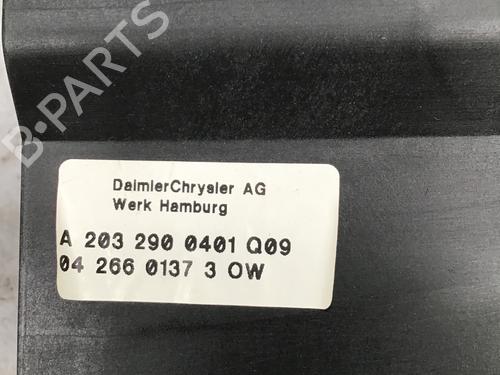 B-PARTS
DaimlerChrysler AG
Werk Hamburg
A 203 290 0401 Q09
04 266 0137 3 OW